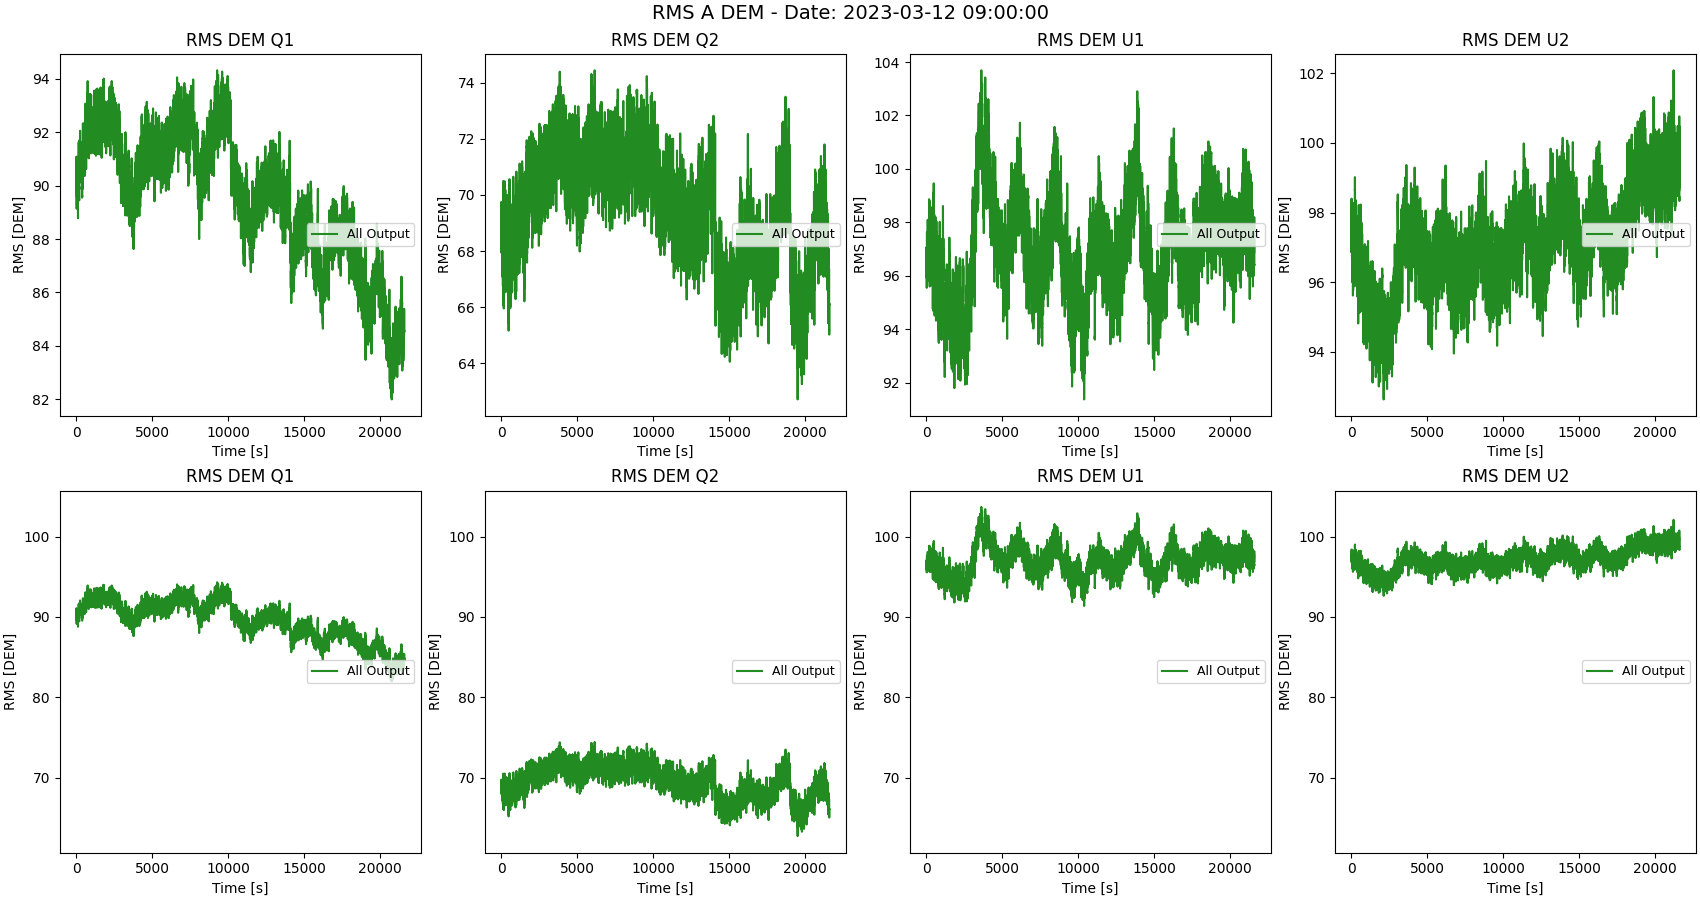 RMS A DEM - Date: 2023-03-12 09:00:00
RMS DEM Q1
RMS [DEM]
94
92
90
88
86
84
82
0 5000 10000 15000 20000
Time [s]
All Output
RMS DEM Q2
RMS [DEM]
74
72
70
68
66
64
0 5000 10000 15000 20000
Time [s]
All Output
RMS DEM U1
RMS [DEM]
104
102
100
98
96
94
92
0 5000 10000 15000 20000
Time [s]
All Output
RMS DEM U2
RMS [DEM]
102
100
98
96
94
0 5000 10000 15000 20000
Time [s]
All Output
RMS DEM Q1
RMS [DEM]
100
90
80
70
0 5000 10000 15000 20000
Time [s]
All Output
RMS DEM Q2
RMS [DEM]
100
90
80
70
0 5000 10000 15000 20000
Time [s]
All Output
RMS DEM U1
RMS [DEM]
100
90
80
70
0 5000 10000 15000 20000
Time [s]
All Output
RMS DEM U2
RMS [DEM]
100
90
80
70
0 5000 10000 15000 20000
Time [s]
All Output